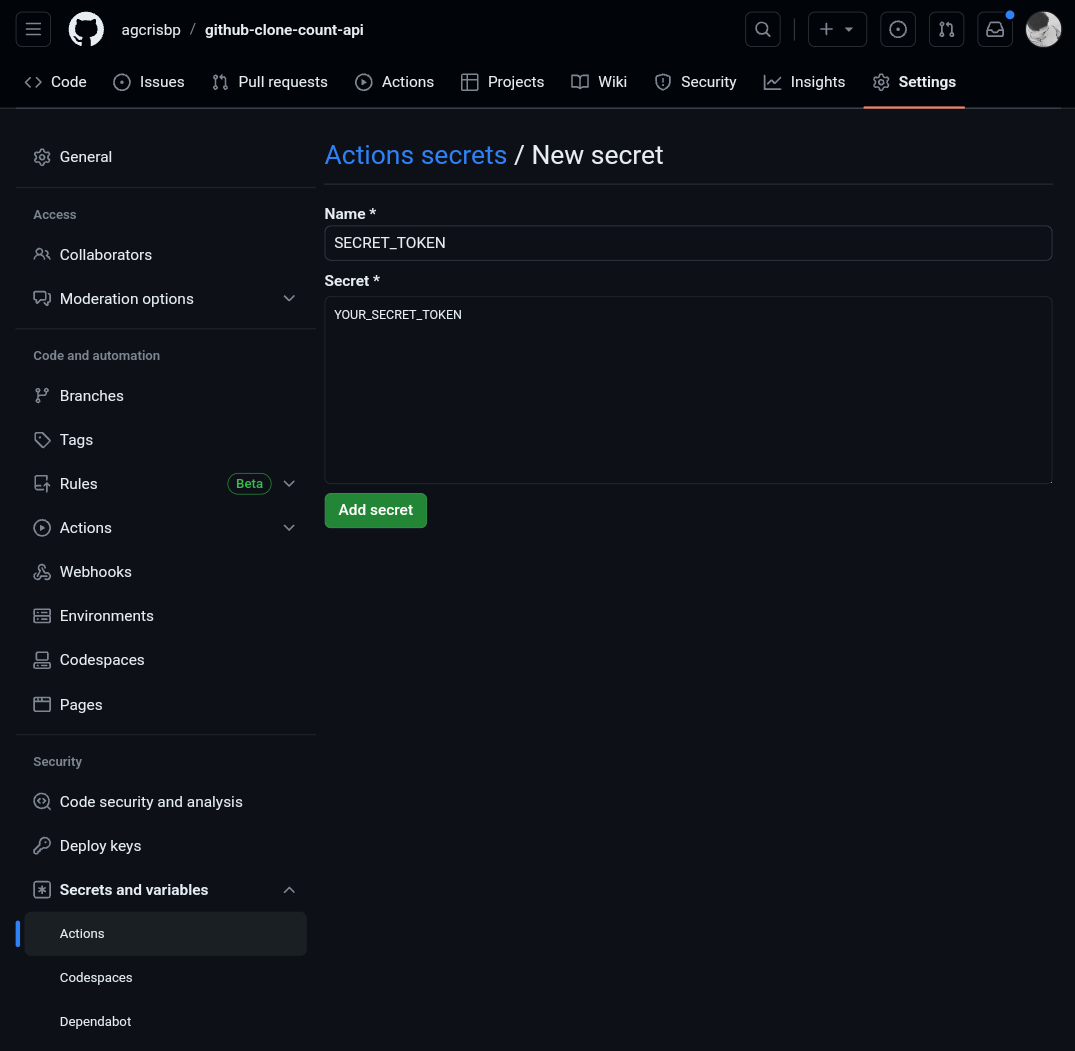 agcrisbp / github-clone-count-api
Code Issues Pull requests Actions Projects Wiki Security Insights Settings
General
Access
Collaborators
Moderation options
Code and automation
Branches
Tags
Rules Beta
Actions
Webhooks
Environments
Codespaces
Pages
Security
Code security and analysis
Deploy keys
Secrets and variables
Actions
Codespaces
Dependabot
Actions secrets / New secret
Name *
SECRET_TOKEN
Secret *
YOUR_SECRET_TOKEN
Add secret